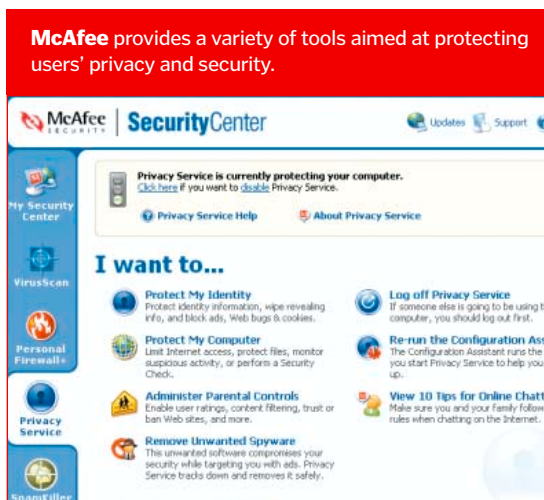 McAfee provides a variety of tools aimed at protecting
users' privacy and security.
McAfee SECURITY SecurityCenter
Updates Support
Privacy Service is currently protecting your computer.
Click here if you want to disable Privacy Service.
Privacy Service Help About Privacy Service
My Security
Center
VirusScan
Personal
Firewall+
Privacy
Service
SpamKiller
I want to...
Protect My Identity
Protect identity information, wipe revealing
info, and block ads, Web bugs & cookies.
Protect My Computer
Limit Internet access, protect files, monitor
suspicious activity, or perform a Security
Check.
Administer Parental Controls
Enable user ratings, content filtering, trust or
ban Web sites, and more.
Remove Unwanted Spyware
This unwanted software compromises your
security while targeting you with ads. Privacy
Service tracks down and removes it safely.
Log off Privacy Service
If someone else is going to be using t
computer, you should log out first.
Re-run the Configuration Ass
The Configuration Assistant runs the
you start Privacy Service to help you
up.
View 10 Tips for Online Chatt
Make sure you and your family follow
rules when chatting on the Internet.